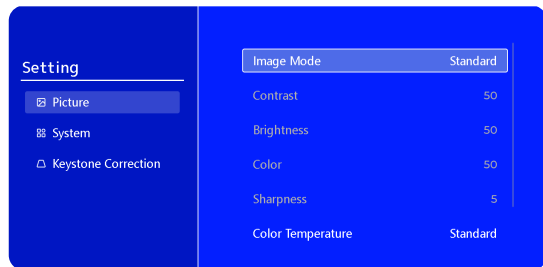 Setting
Picture
System
Keystone Correction
Image Mode Standard
Contrast 50
Brightness 50
Color 50
Sharpness 5
Color Temperature Standard